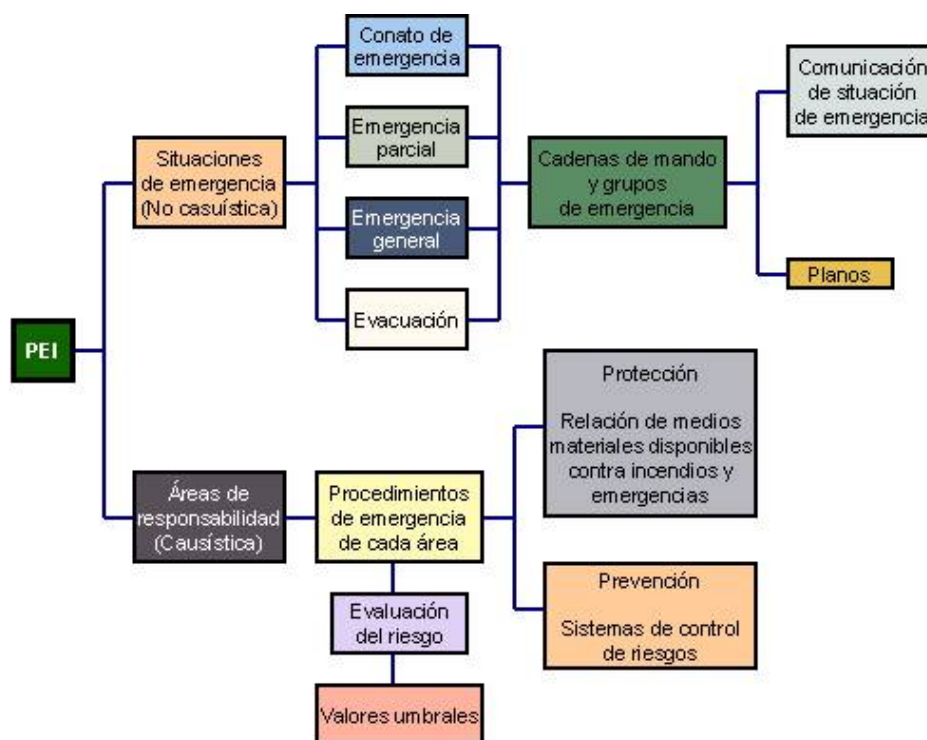 Conato de
emergencia
Comunicación
de situación
de emergencia
Emergencia
parcial
Situaciones
de emergencia
(No casuística)
Cadenas de mando
y grupos
de emergencia
Emergencia
general
Planos
Evacuación
PEI
Protección
Relación de medios
materiales disponibles
contra incendios y
emergencias
Áreas de
responsabilidad
(Causística)
Procedimientos
de emergencia
de cada área
Prevención
Sistemas de control
de riesgos
Evaluación
del riesgo
Valores umbrales